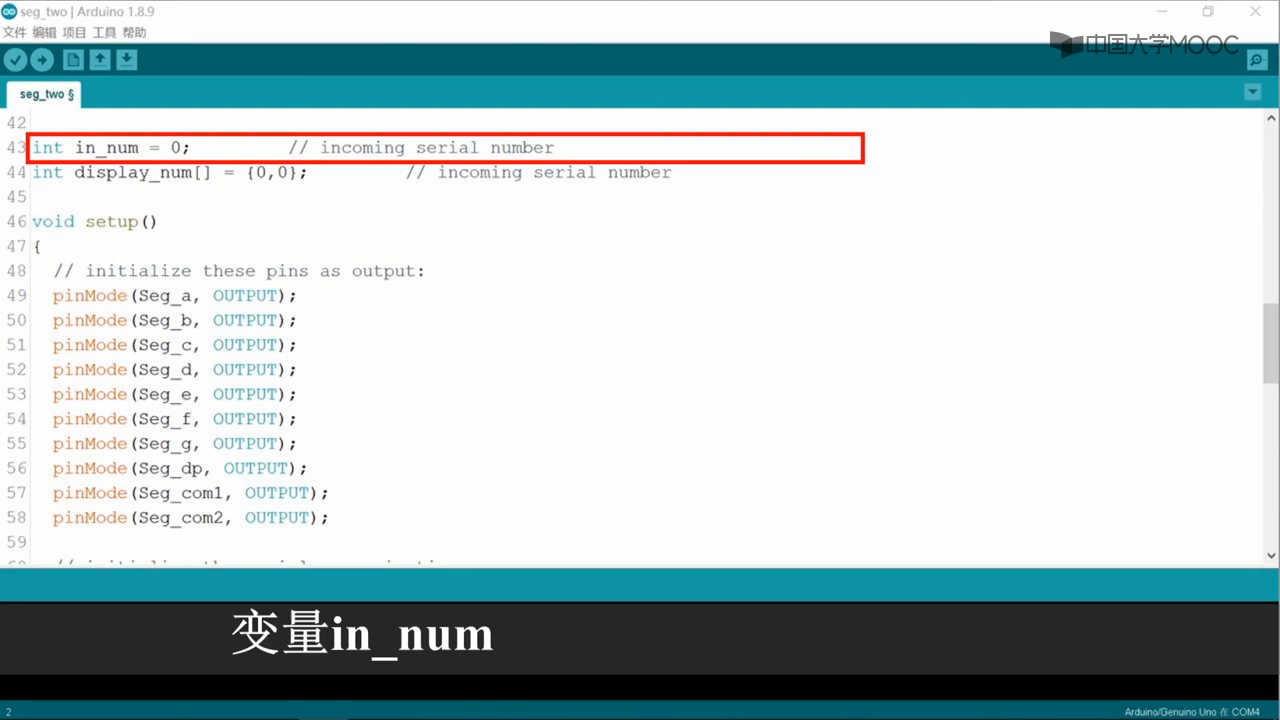 seg_two | Arduino 1.8.9
文件 编辑 项目 工具 帮助
中国大学MOOC
seg_two §
42
43 int in_num = 0; // incoming serial number
44 int display_num[] = {0,0}; // incoming serial number
45
46 void setup()
47 {
48 // initialize these pins as output:
49 pinMode(Seg_a, OUTPUT);
50 pinMode(Seg_b, OUTPUT);
51 pinMode(Seg_c, OUTPUT);
52 pinMode(Seg_d, OUTPUT);
53 pinMode(Seg_e, OUTPUT);
54 pinMode(Seg_f, OUTPUT);
55 pinMode(Seg_g, OUTPUT);
56 pinMode(Seg_dp, OUTPUT);
57 pinMode(Seg_com1, OUTPUT);
58 pinMode(Seg_com2, OUTPUT);
59
变量in_num
2
Arduino/Genuino Uno 在 COM4